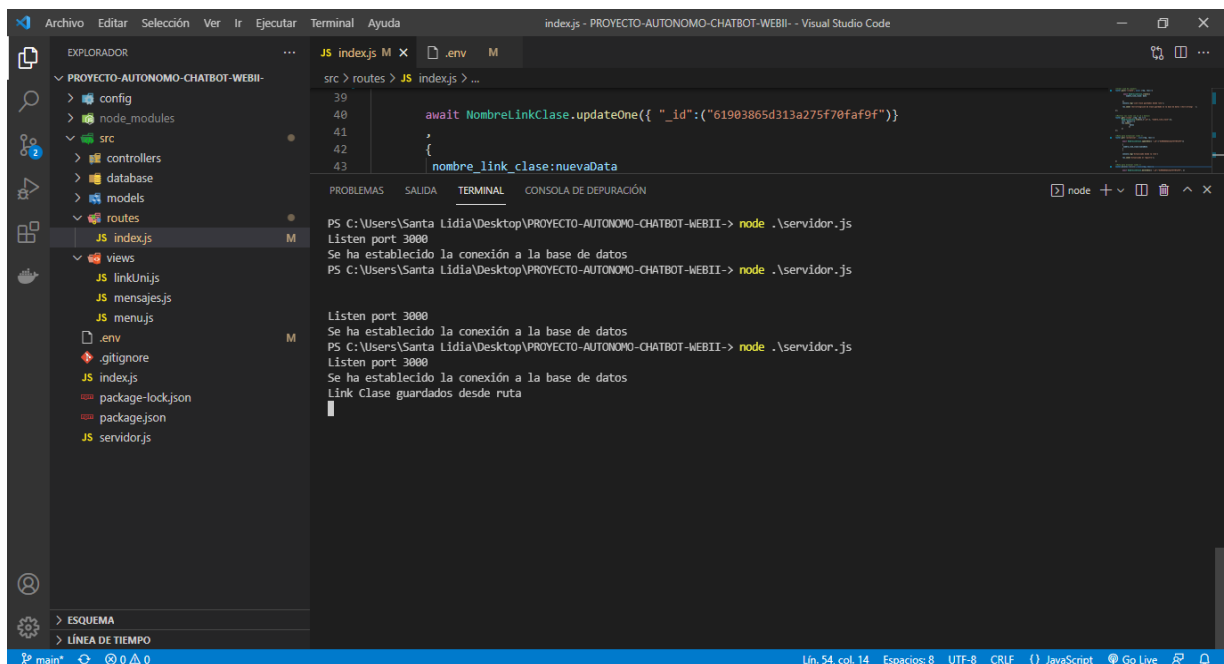 Archivo Editar Selección Ver Ir Ejecutar Terminal Ayuda index.js - PROYECTO-AUTONOMO-CHATBOT-WEBII- - Visual Studio Code
EXPLORADOR
PROYECTO-AUTONOMO-CHATBOT-WEBII-
config
node_modules
src
controllers
database
models
routes
JS index.js M
views
JS linkUni.js
JS mensajes.js
JS menu.js
.env M
.gitignore
JS index.js
package-lock.json
package.json
JS servidor.js
ESQUEMA
LÍNEA DE TIEMPO
2
JS index.js M .env M
src > routes > JS index.js > ...
39
40 await NombreLinkClase.updateOne({ "_id":("61903865d313a275f70faf9f")}
41 ,
42 {
43 nombre_link_clase:nuevaData
PROBLEMAS SALIDA TERMINAL CONSOLA DE DEPURACIÓN node
PS C:\Users\Santa Lidia\Desktop\PROYECTO-AUTONOMO-CHATBOT-WEBII-> node .\servidor.js
Listen port 3000
Se ha establecido la conexión a la base de datos
PS C:\Users\Santa Lidia\Desktop\PROYECTO-AUTONOMO-CHATBOT-WEBII-> node .\servidor.js
Listen port 3000
Se ha establecido la conexión a la base de datos
PS C:\Users\Santa Lidia\Desktop\PROYECTO-AUTONOMO-CHATBOT-WEBII-> node .\servidor.js
Listen port 3000
Se ha establecido la conexión a la base de datos
Link Clase guardados desde ruta
main* 0 0 Lín. 54, col. 14 Espacios: 8 UTF-8 CRLF {} JavaScript Go Live